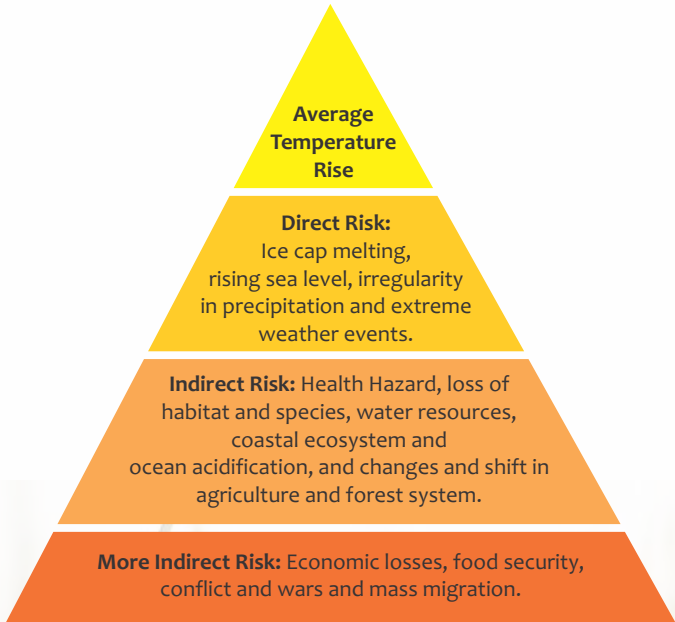 Average
Temperature
Rise
Direct Risk:
Ice cap melting,
rising sea level, irregularity
in precipitation and extreme
weather events.
Indirect Risk: Health Hazard, loss of
habitat and species, water resources,
coastal ecosystem and
ocean acidification, and changes and shift in
agriculture and forest system.
More Indirect Risk: Economic losses, food security,
conflict and wars and mass migration.